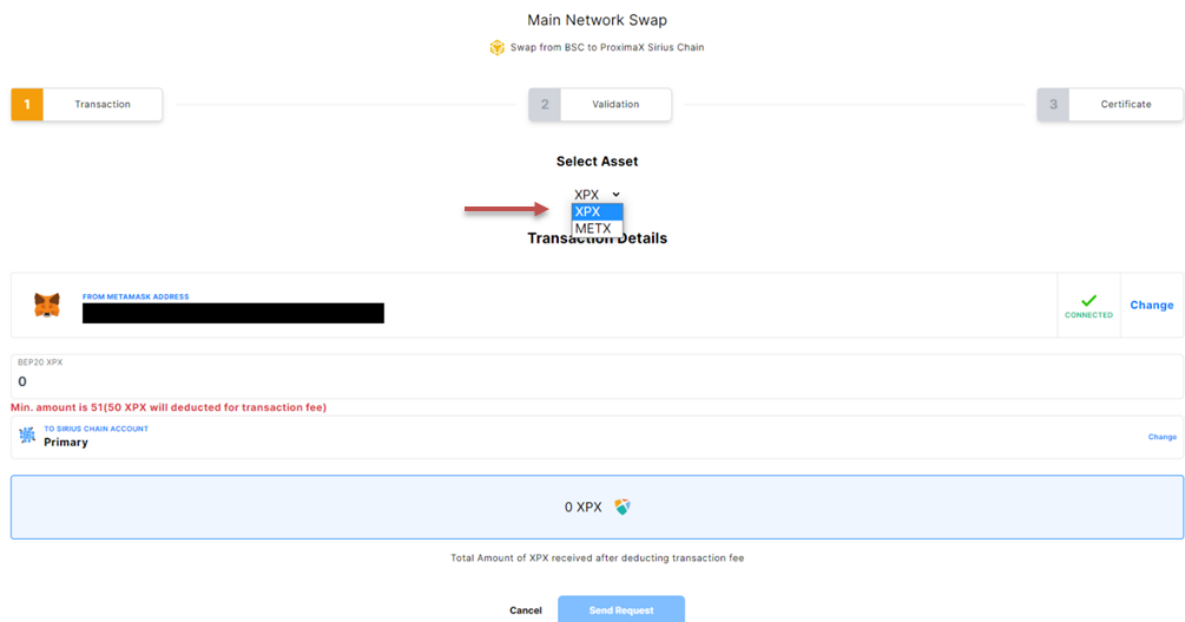 Main Network Swap
Swap from BSC to ProximaX Sirius Chain
1 Transaction
2 Validation
3 Certificate
Select Asset
XPX
XPX
METX
Transaction Details
FROM METAMASK ADDRESS
CONNECTED
Change
BEP20 XPX
0
Min. amount is 51(50 XPX will deducted for transaction fee)
TO SIRIUS CHAIN ACCOUNT
Primary
Change
0 XPX
Total Amount of XPX received after deducting transaction fee
Cancel
Send Request